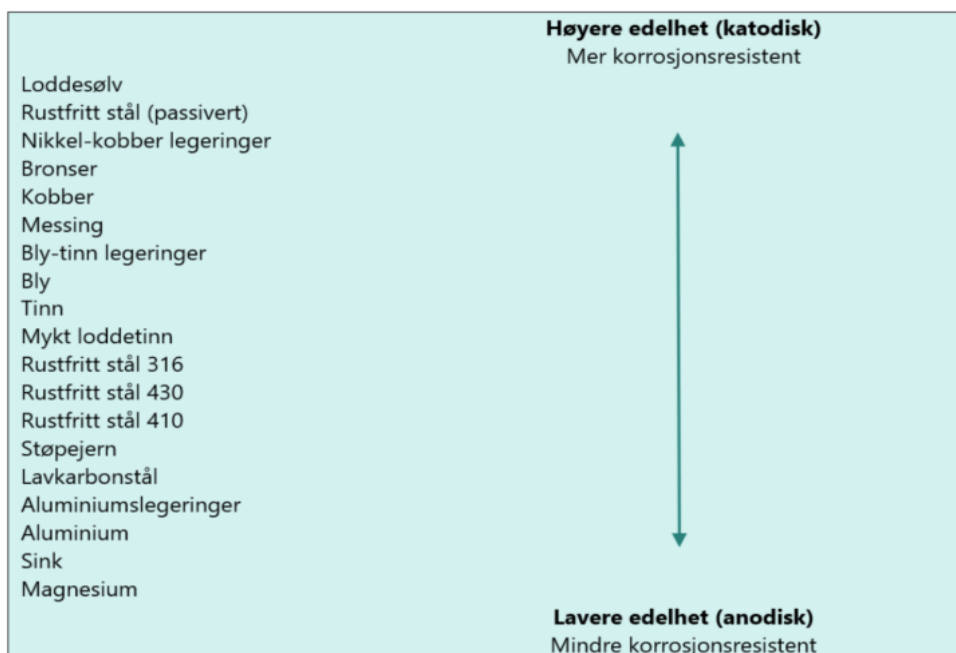 Høyere edelhet (katodisk)
Mer korrosjonsresistent
Loddesølv
Rustfritt stål (passivert)
Nikkel-kobber legeringer
Bronser
Kobber
Messing
Bly-tinn legeringer
Bly
Tinn
Mykt loddetinn
Rustfritt stål 316
Rustfritt stål 430
Rustfritt stål 410
Støpejern
Lavkarbonstål
Aluminiumslegeringer
Aluminium
Sink
Magnesium
Lavere edelhet (anodisk)
Mindre korrosjonsresistent